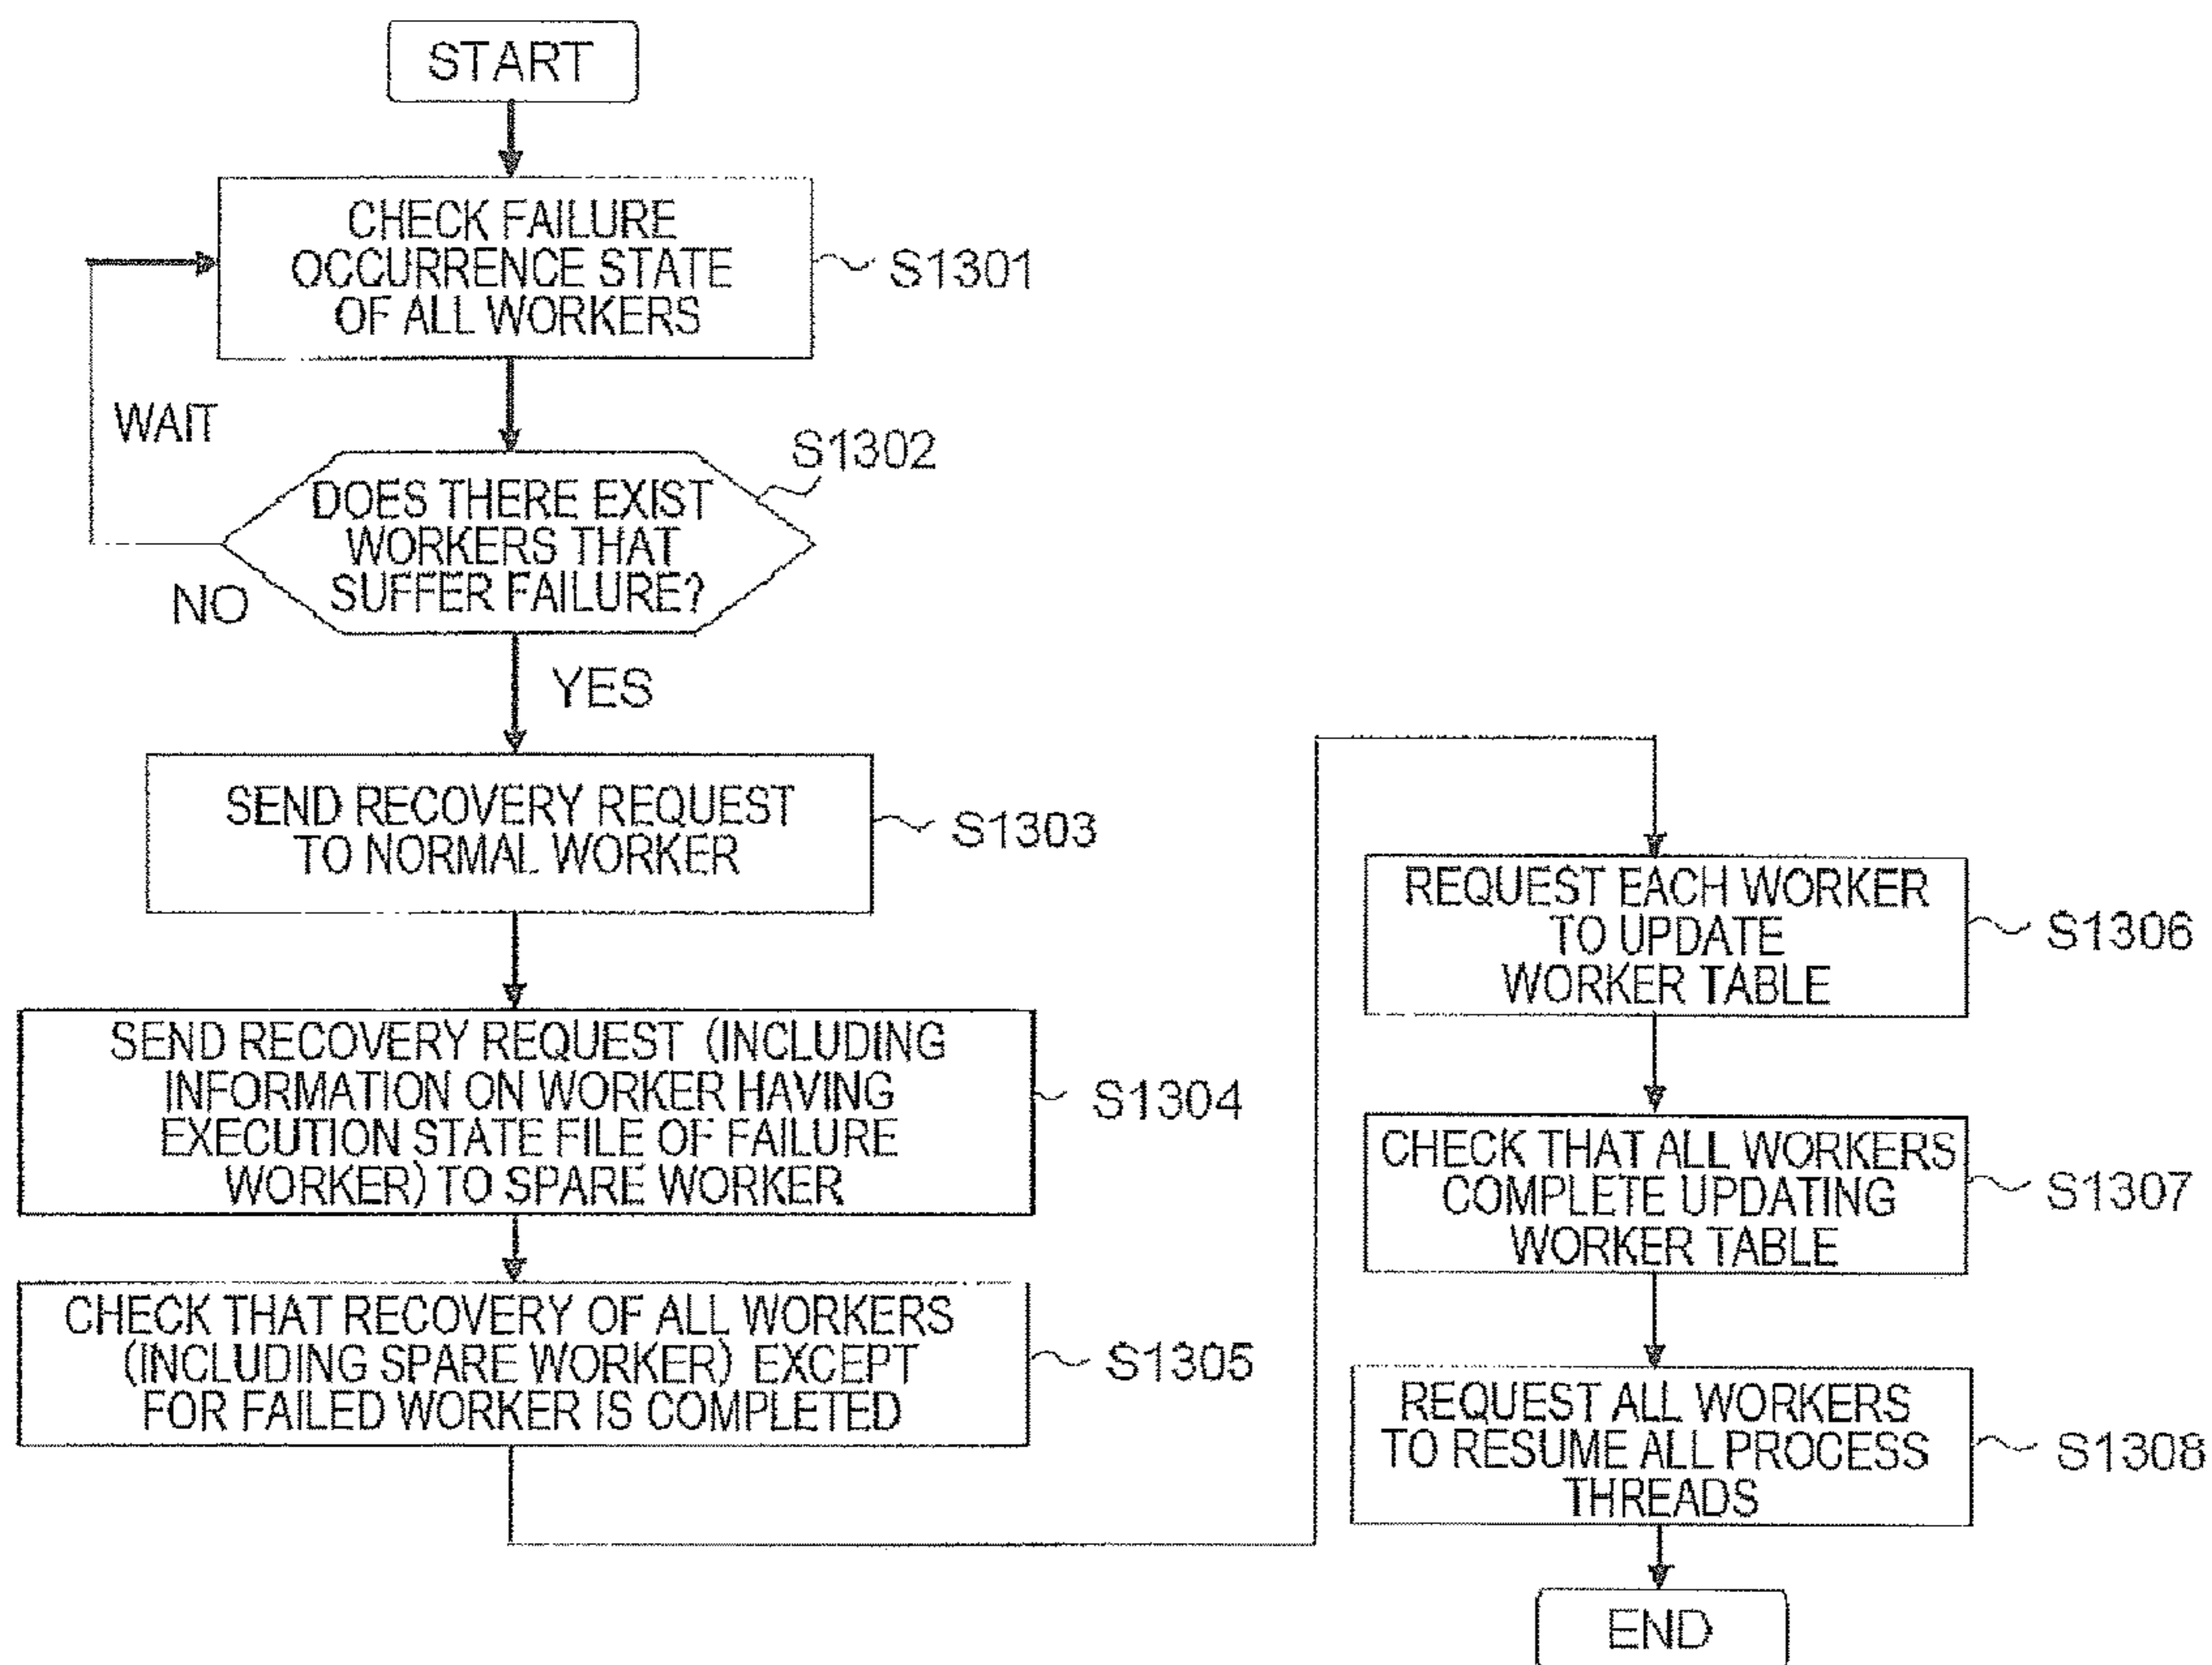 START
CHECK FAILURE
OCCURRENCE STATE
OF ALL WORKERS
S1301
WAIT
S1302
DOES THERE EXIST
WORKERS THAT
SUFFER FAILURE?
NO
YES
SEND RECOVERY REQUEST
TO NORMAL WORKER
S1303
SEND RECOVERY REQUEST (INCLUDING
INFORMATION ON WORKER HAVING
EXECUTION STATE FILE OF FAILURE
WORKER) TO SPARE WORKER
S1304
CHECK THAT RECOVERY OF ALL WORKERS
(INCLUDING SPARE WORKER) EXCEPT
FOR FAILED WORKER IS COMPLETED
S1305
REQUEST EACH WORKER
TO UPDATE
WORKER TABLE
S1306
CHECK THAT ALL WORKERS
COMPLETE UPDATING
WORKER TABLE
S1307
REQUEST ALL WORKERS
TO RESUME ALL PROCESS
THREADS
S1308
END